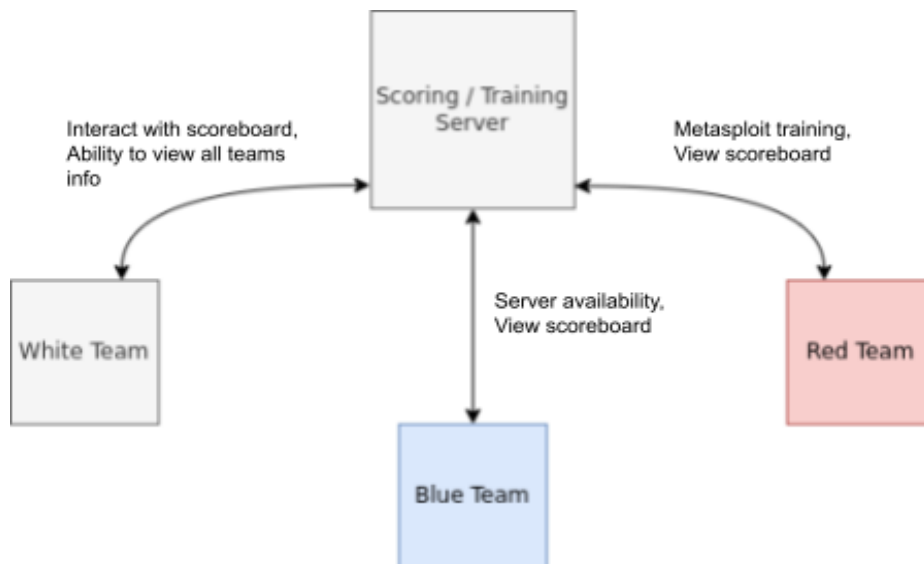 Scoring / Training
Server
Interact with scoreboard,
Ability to view all teams
info
Metasploit training,
View scoreboard
Server availability,
View scoreboard
White Team
Red Team
Blue Team